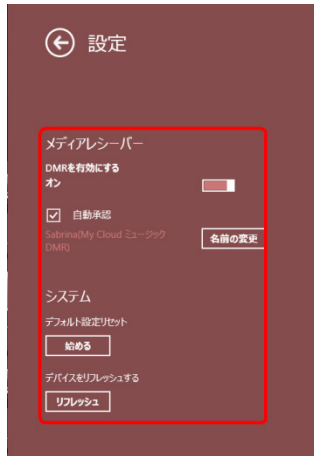 設定
メディアレシーバー
DMRを有効にする
オン
自動承認
Sabrina(My Cloud ミュージック
DMR)
名前の変更
システム
デフォルト設定リセット
始める
デバイスをリフレッシュする
リフレッシュ